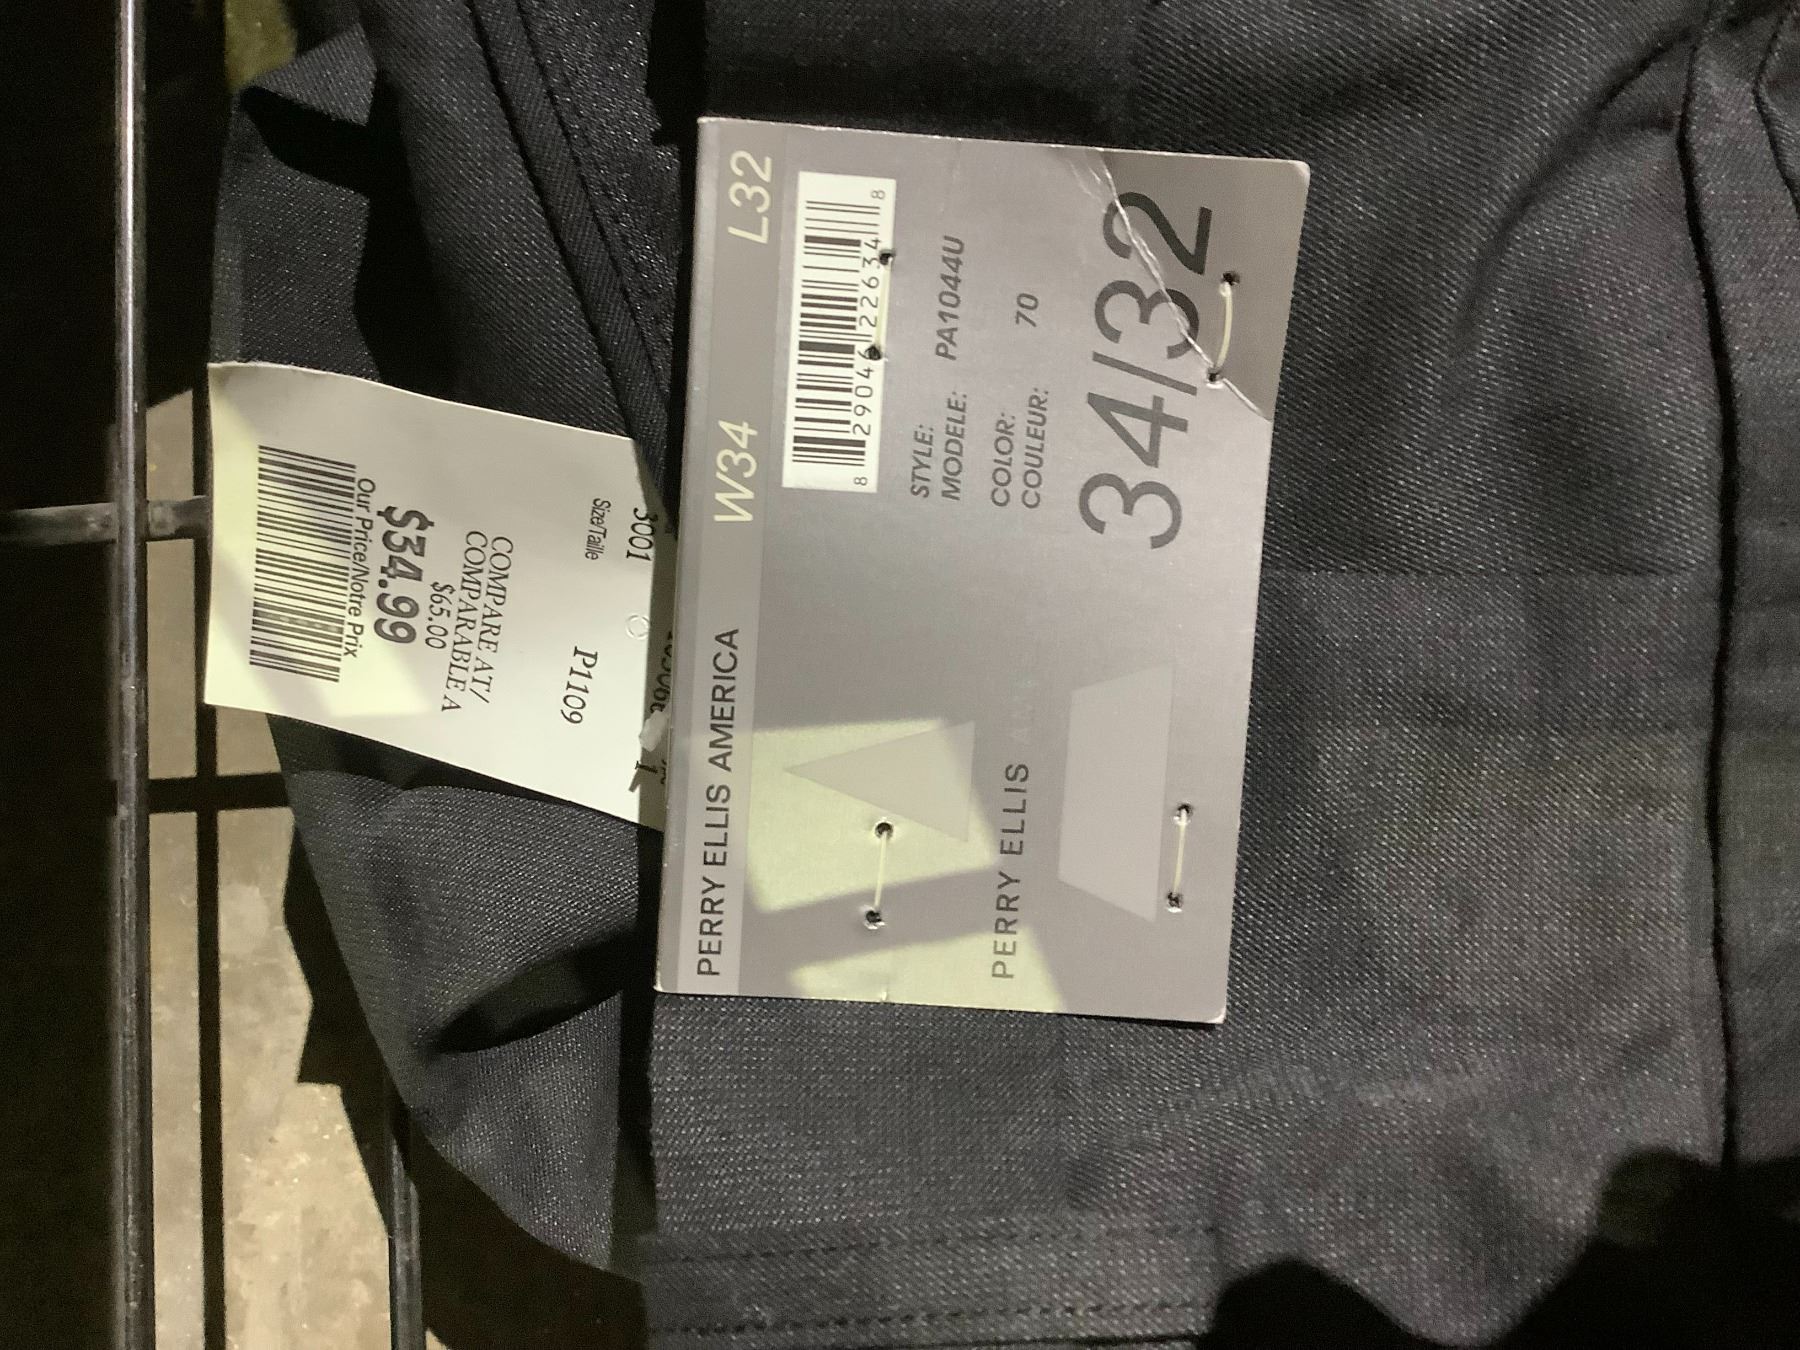 PERRY ELLIS AMERICA
W34
L32
8 29046 22634 8
STYLE:
MODELE: PA1044U
COLOR:
COULEUR: 70
34/32
PERRY ELLIS
3001
Size/Taille
P1109
COMPARE AT/
COMPARABLE A
$65.00
$34.99
Our Price/Notre Prix